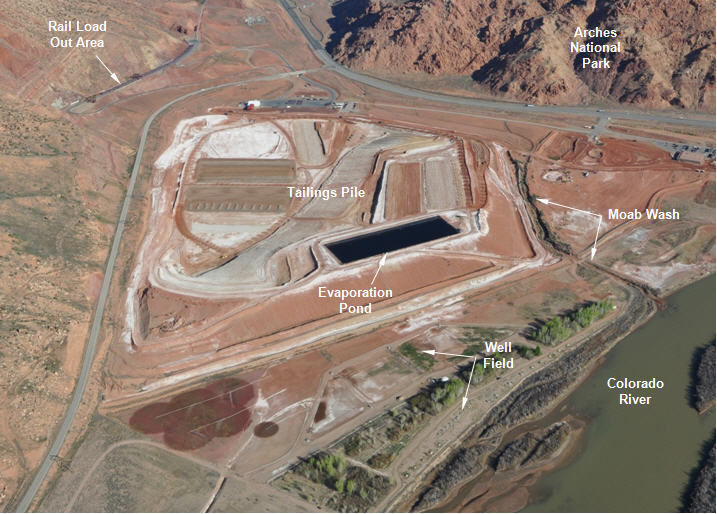 Rail Load
Out Area
Arches
National
Park
Tailings Pile
Moab Wash
Evaporation
Pond
Well
Field
Colorado
River